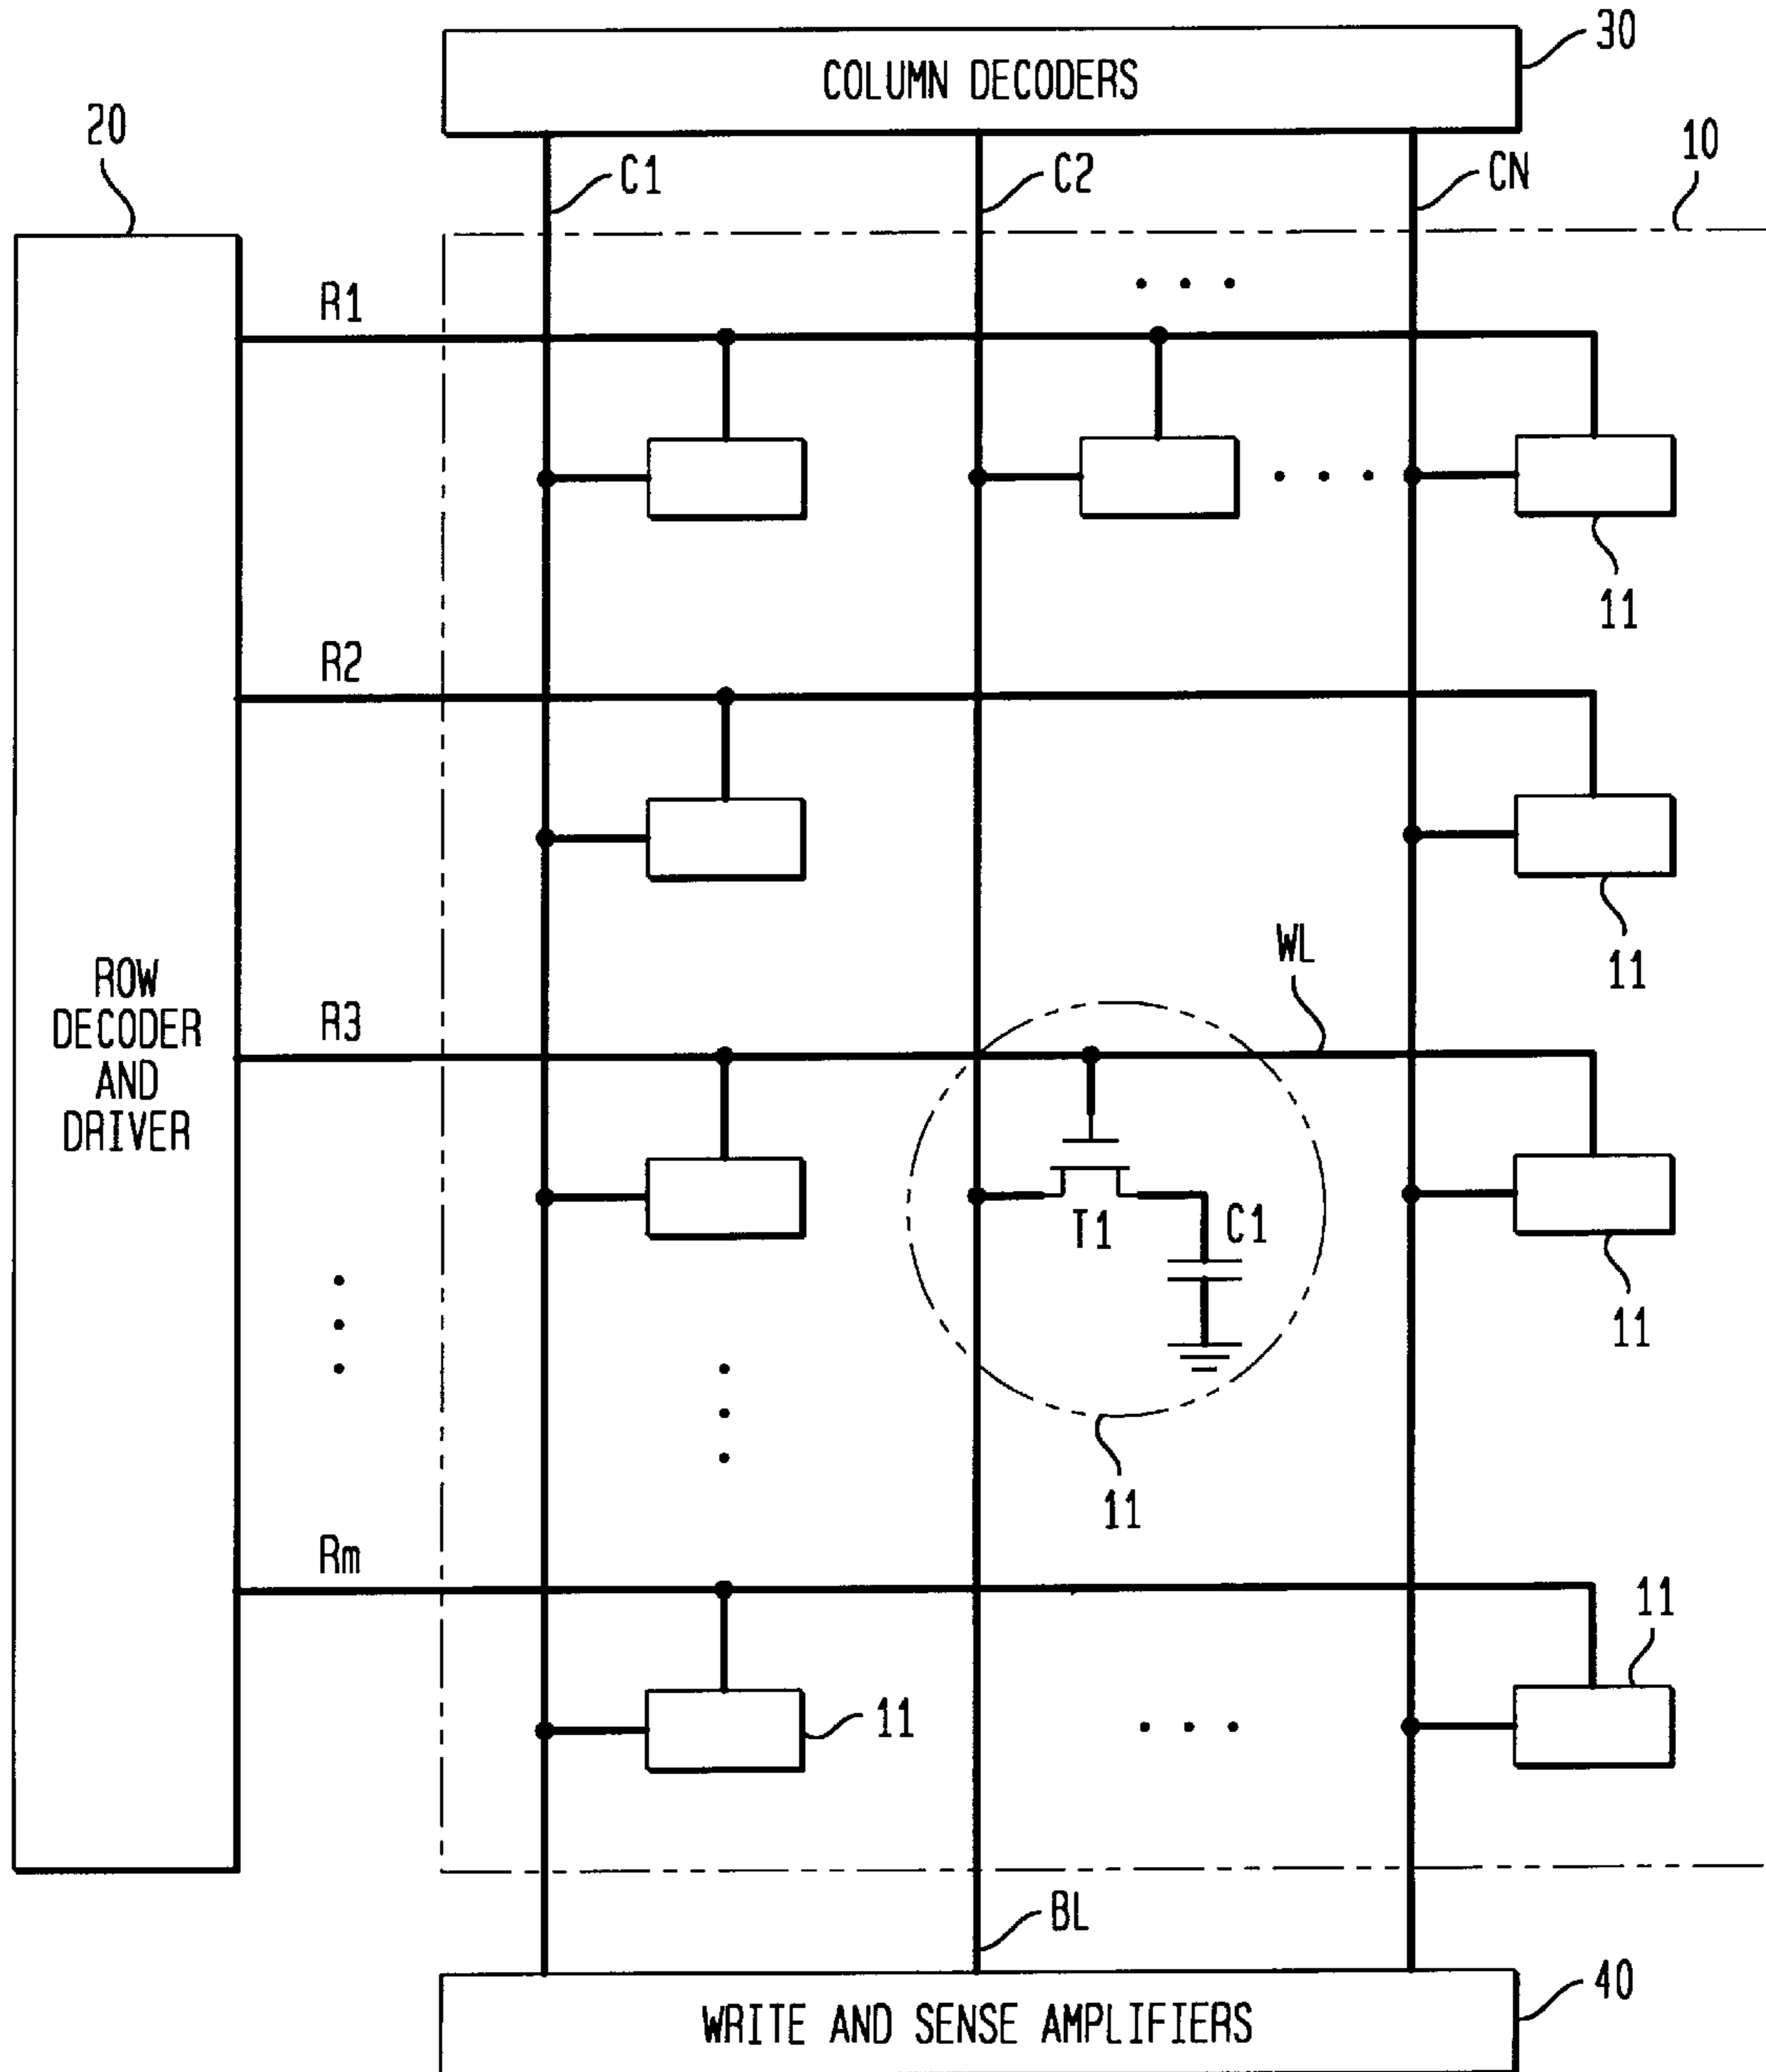 30
COLUMN DECODERS
20
10
C1
C2
CN
R1
11
R2
11
WL
ROW
DECODER
AND
DRIVER
R3
T1
C1
11
11
Rm
11
11
BL
40
WRITE AND SENSE AMPLIFIERS